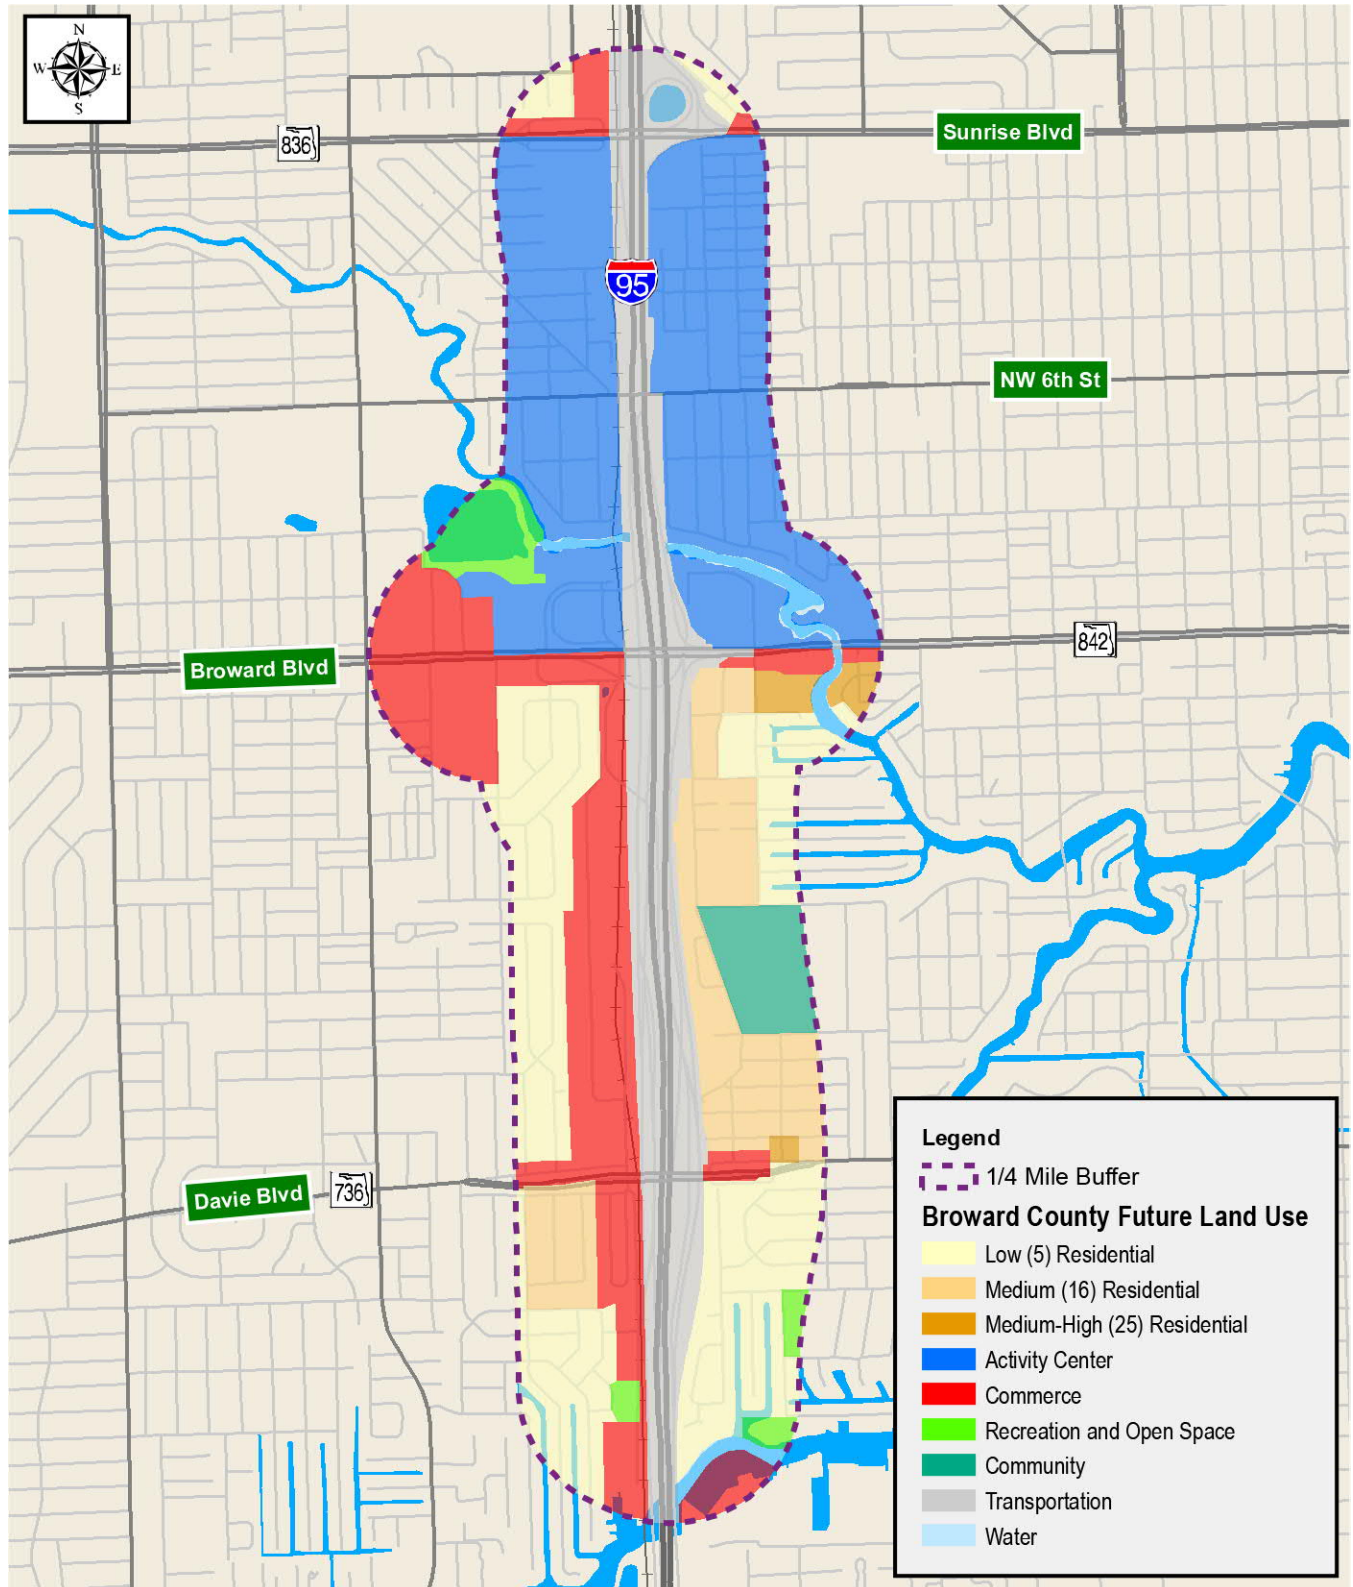 N
W E
S
836
Sunrise Blvd
95
NW 6th St
842
Broward Blvd
Davie Blvd
736
Legend
1/4 Mile Buffer
Broward County Future Land Use
Low (5) Residential
Medium (16) Residential
Medium-High (25) Residential
Activity Center
Commerce
Recreation and Open Space
Community
Transportation
Water